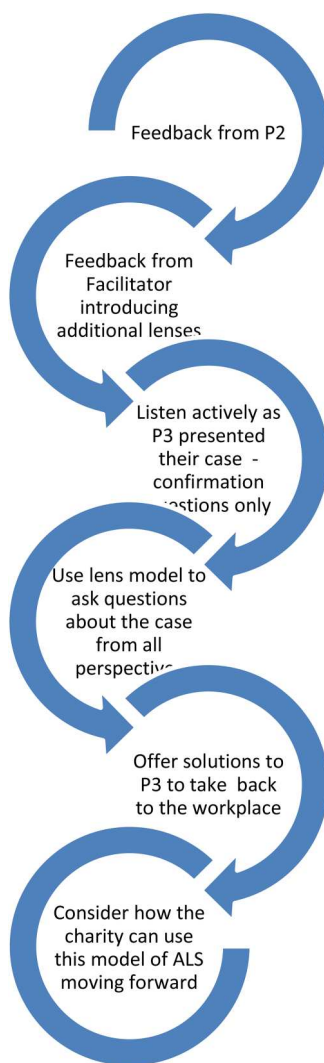 Feedback from P2
Feedback from
Facilitator
introducing
additional lenses
Listen actively as
P3 presented
their case -
confirmation
estions only
Use lens model to
ask questions
about the case
from all
perspective
Offer solutions to
P3 to take back
to the workplace
Consider how the
charity can use
this model of ALS
moving forward